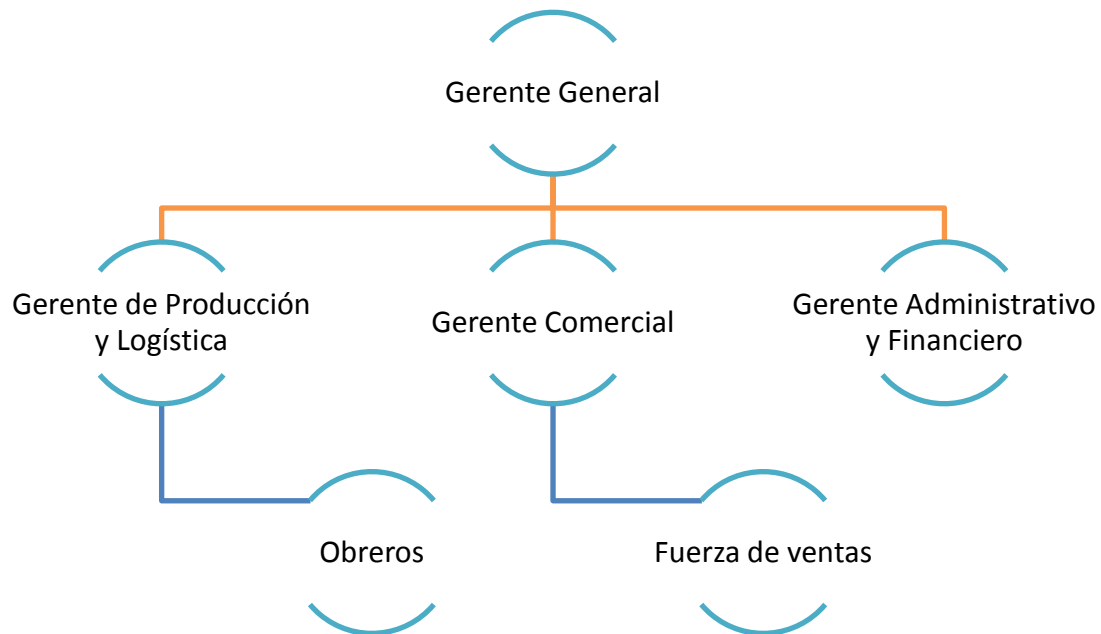 Gerente General
Gerente de Producción
y Logística
Gerente Comercial
Gerente Administrativo
y Financiero
Obreros
Fuerza de ventas